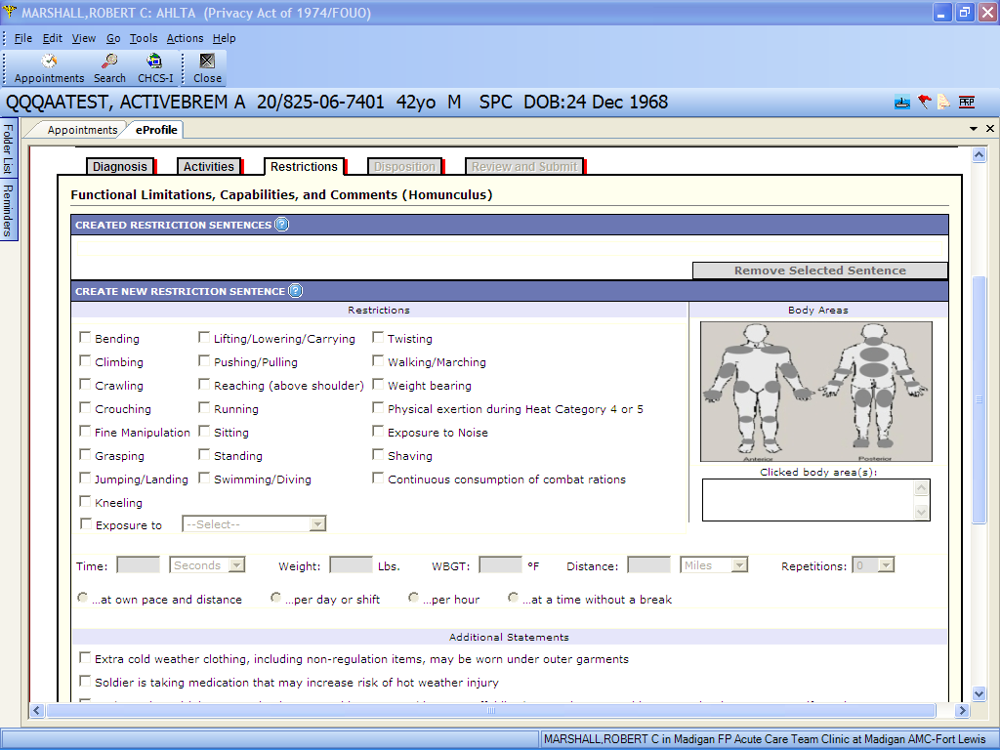 MARSHALL,ROBERT C: AHLTA (Privacy Act of 1974/FOUO)
File Edit View Go Tools Actions Help
Appointments Search CHCS-I Close
QQQAATEST, ACTIVEBREM A 20/825-06-7401 42yo M SPC DOB:24 Dec 1968
Folder List
Reminders
Appointments eProfile
Diagnosis Activities Restrictions Disposition Review and Submit
Functional Limitations, Capabilities, and Comments (Homunculus)
CREATED RESTRICTION SENTENCES ?
Remove Selected Sentence
CREATE NEW RESTRICTION SENTENCE ?
Restrictions Body Areas
Bending Lifting/Lowering/Carrying Twisting
Climbing Pushing/Pulling Walking/Marching
Crawling Reaching (above shoulder) Weight bearing
Crouching Running Physical exertion during Heat Category 4 or 5
Fine Manipulation Sitting Exposure to Noise
Grasping Standing Shaving
Jumping/Landing Swimming/Diving Continuous consumption of combat rations
Kneeling
Exposure to --Select--
Anterior Posterior
Clicked body area(s):
Time: Seconds Weight: Lbs. WBGT: °F Distance: Miles Repetitions: 0
...at own pace and distance ...per day or shift ...per hour ...at a time without a break
Additional Statements
Extra cold weather clothing, including non-regulation items, may be worn under outer garments
Soldier is taking medication that may increase risk of hot weather injury
MARSHALL,ROBERT C in Madigan FP Acute Care Team Clinic at Madigan AMC-Fort Lewis